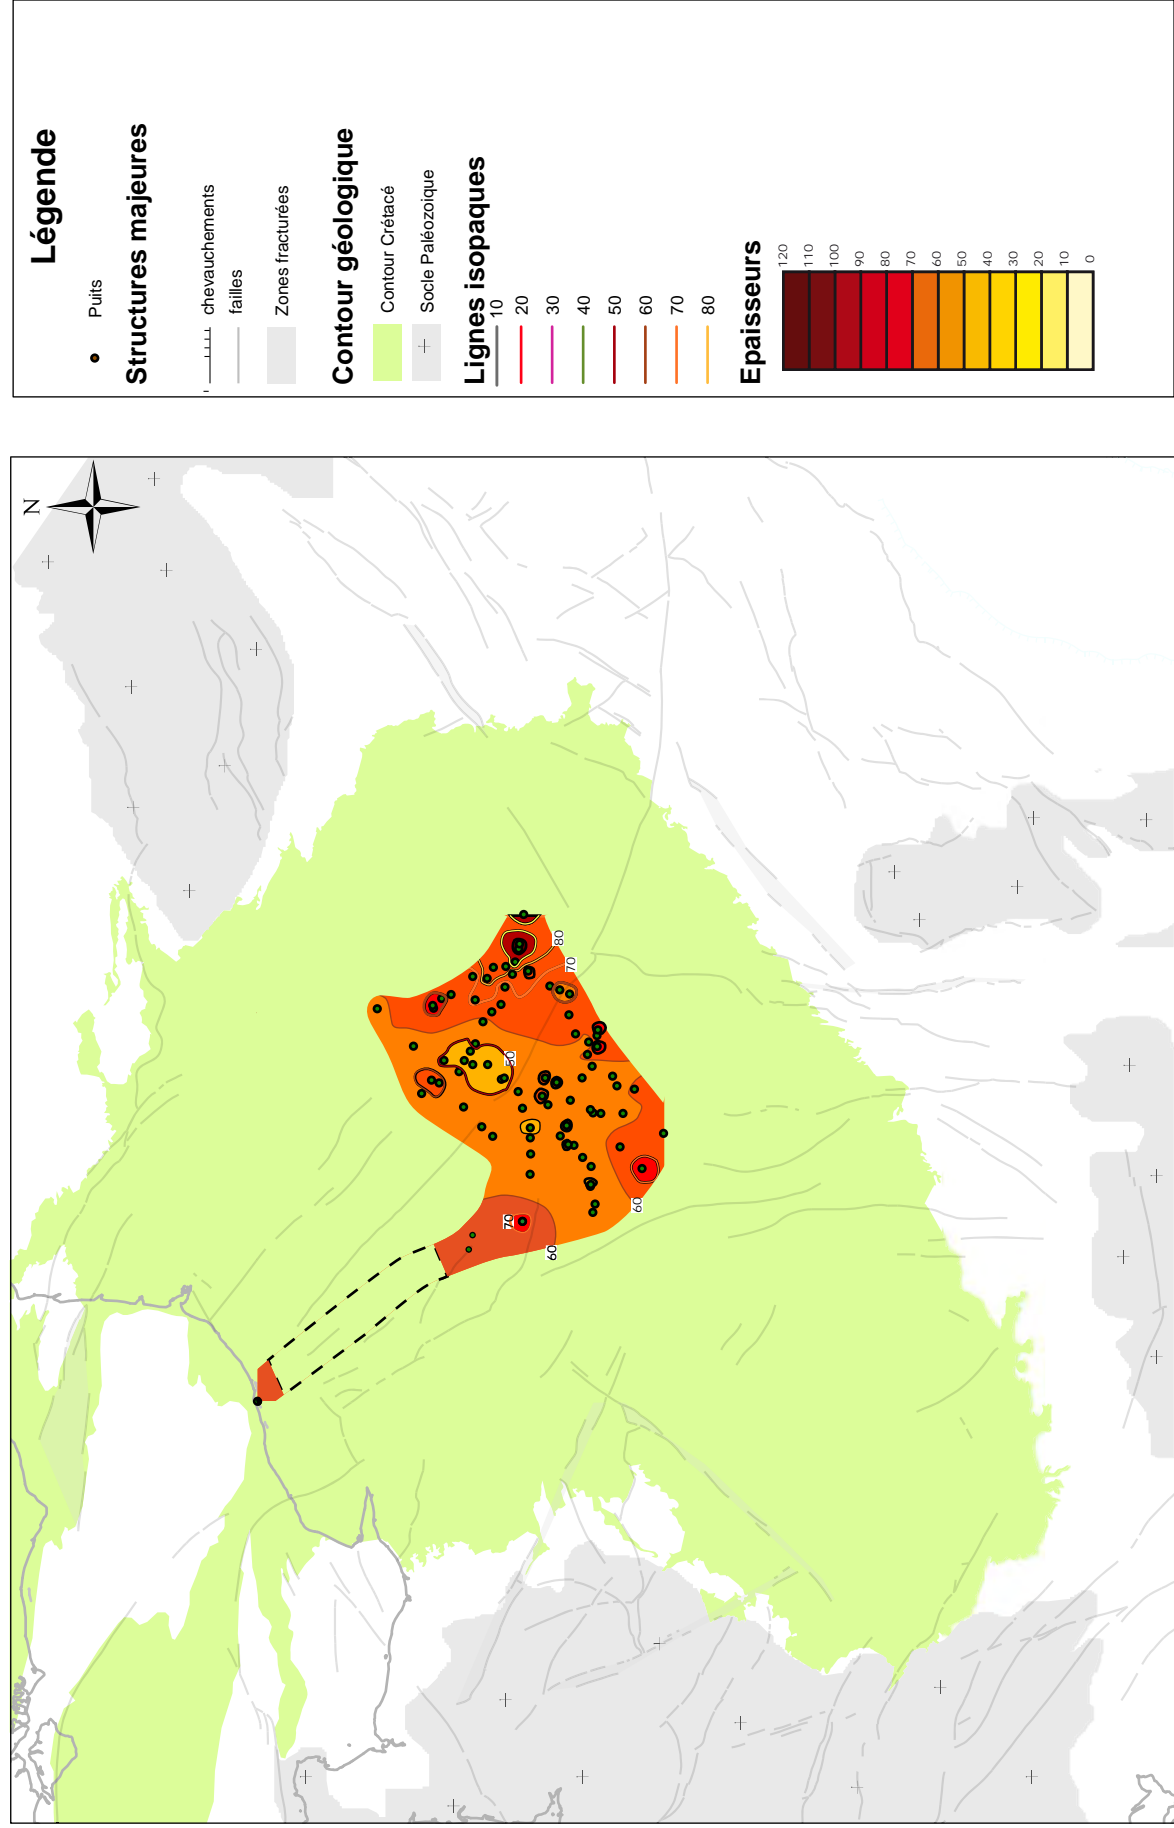 Légende
Puits
Structures majeures
chevauchements
failles
Zones fracturées
Contour géologique
Contour Crétacé
Socle Paléozoique
Lignes isopaques
10
20
30
40
50
60
70
80
Epaisseurs
120
110
100
90
80
70
60
50
40
30
20
10
0
N
80
70
50
60
70
60